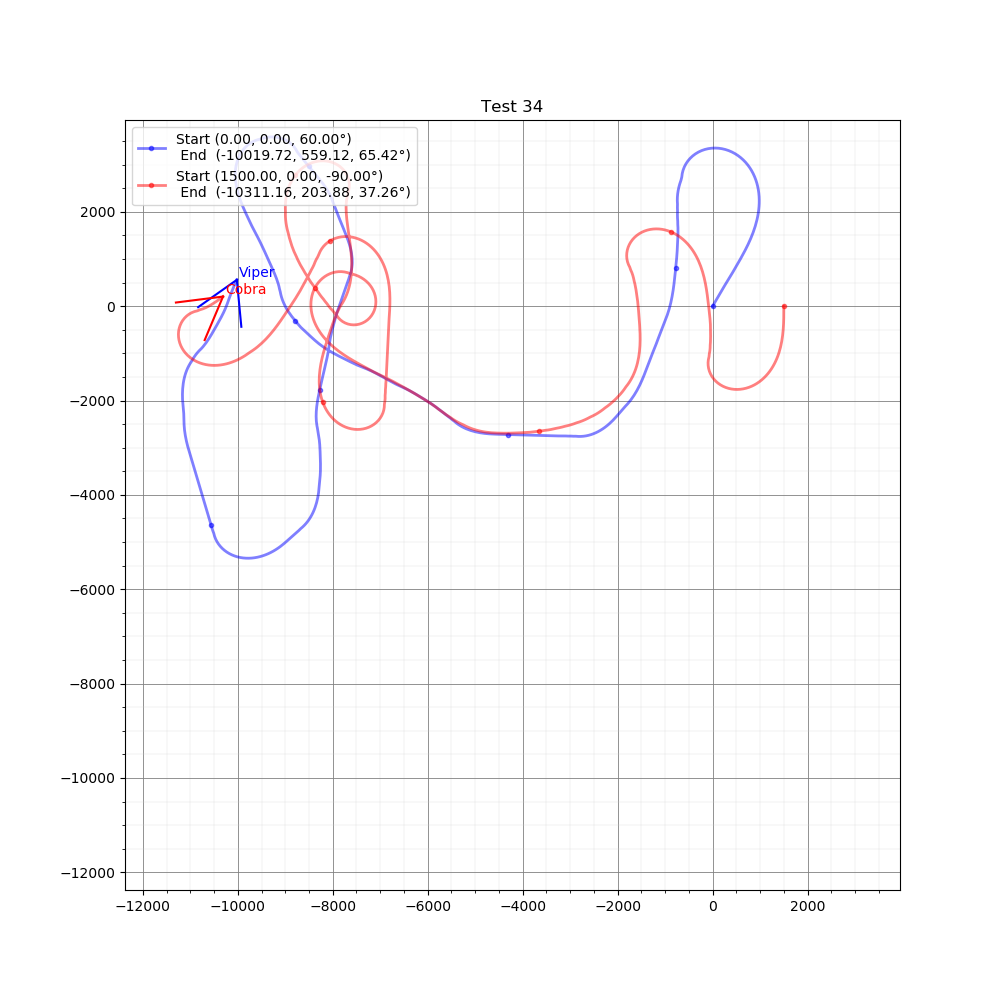 Test 34
Start (0.00, 0.00, 60.00°)
End (-10019.72, 559.12, 65.42°)
Start (1500.00, 0.00, -90.00°)
End (-10311.16, 203.88, 37.26°)
Viper
Cobra
2000
0
−2000
−4000
−6000
−8000
−10000
−12000
−12000 −10000 −8000 −6000 −4000 −2000 0 2000